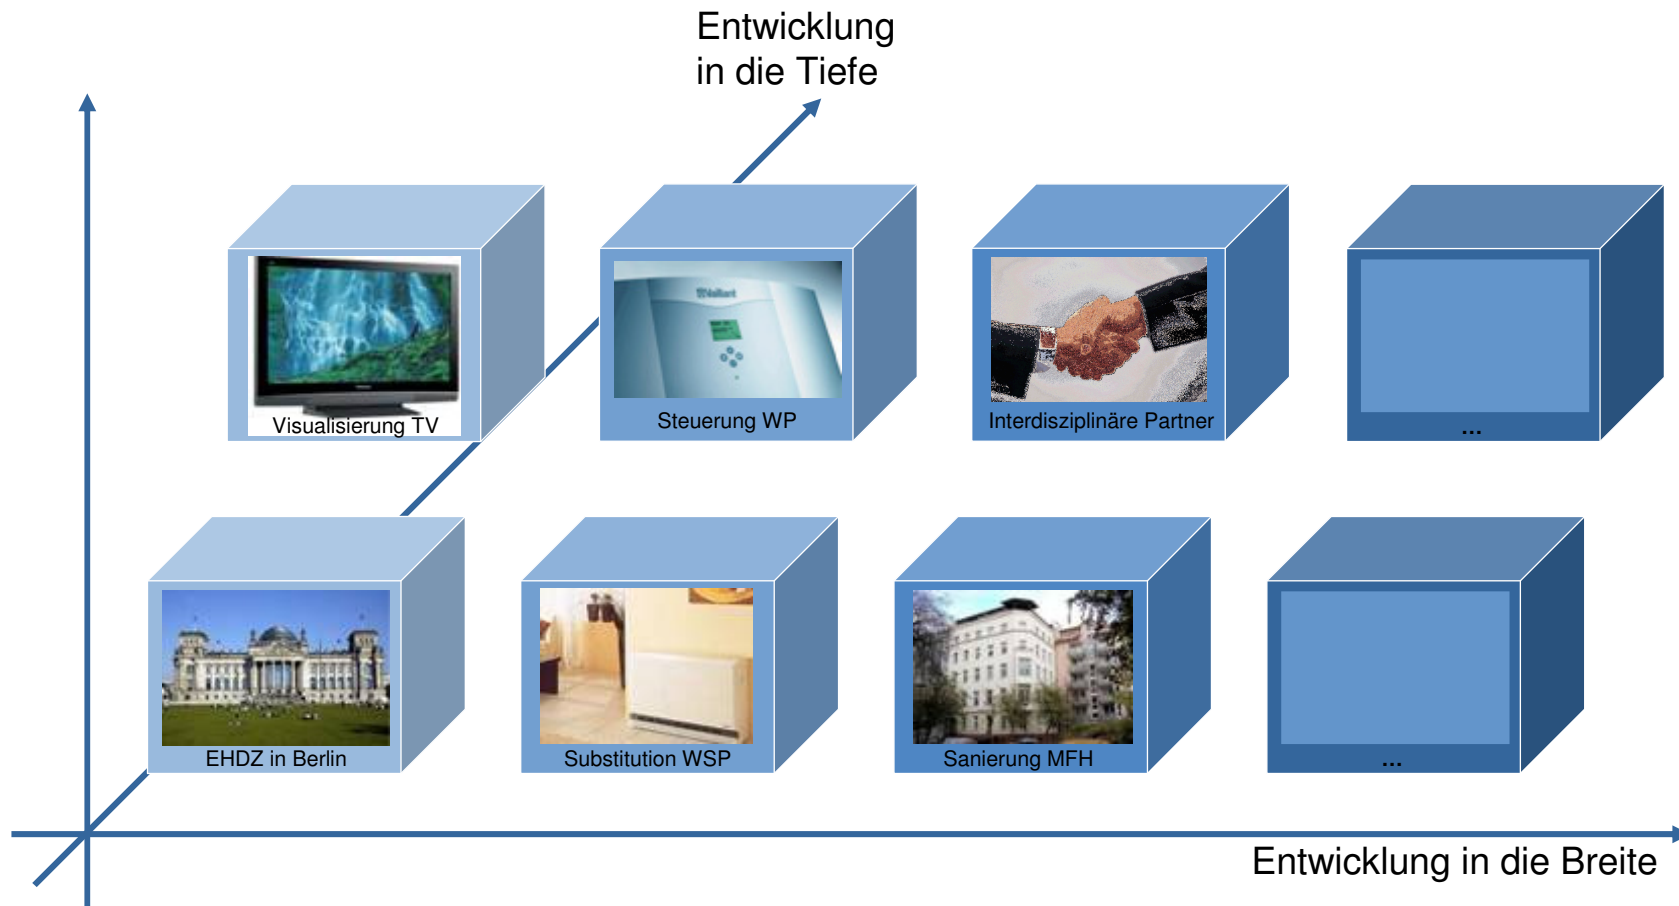 Entwicklung
in die Tiefe
Vaillant
Visualisierung TV
Steuerung WP
Interdisziplinäre Partner
...
EHDZ in Berlin
Substitution WSP
Sanierung MFH
...
Entwicklung in die Breite